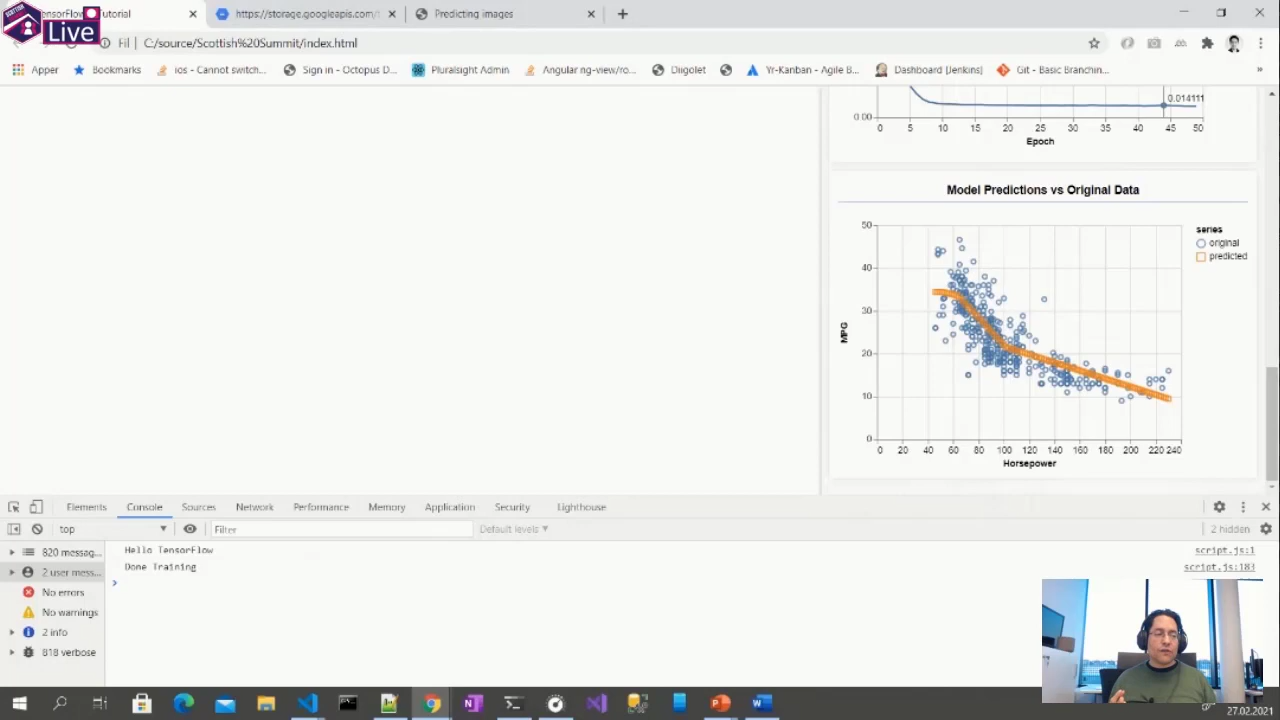 Live
TensorFlow
Tutorial
https://storage.googleapis.com/
Predicting images
Fil
C:/source/Scottish%20Summit/index.html
Apper
Bookmarks
ios - Cannot switch...
Sign in - Octopus D...
Pluralsight Admin
Angular ng-view/ro...
Diigolet
Yr-Kanban - Agile B...
Dashboard [Jenkins]
Git - Basic Branchin...
»
0.014111
0.00
0 5 10 15 20 25 30 35 40 45 50
Epoch
Model Predictions vs Original Data
series
original
predicted
50
40
30
20
10
0
MPG
0 20 40 60 80 100 120 140 160 180 200 220 240
Horsepower
Elements Console Sources Network Performance Memory Application Security Lighthouse
top
Filter
Default levels ▼
2 hidden
820 messag...
2 user mess...
No errors
No warnings
2 info
818 verbose
Hello TensorFlow
script.js:1
Done Training
script.js:183
27.02.2021